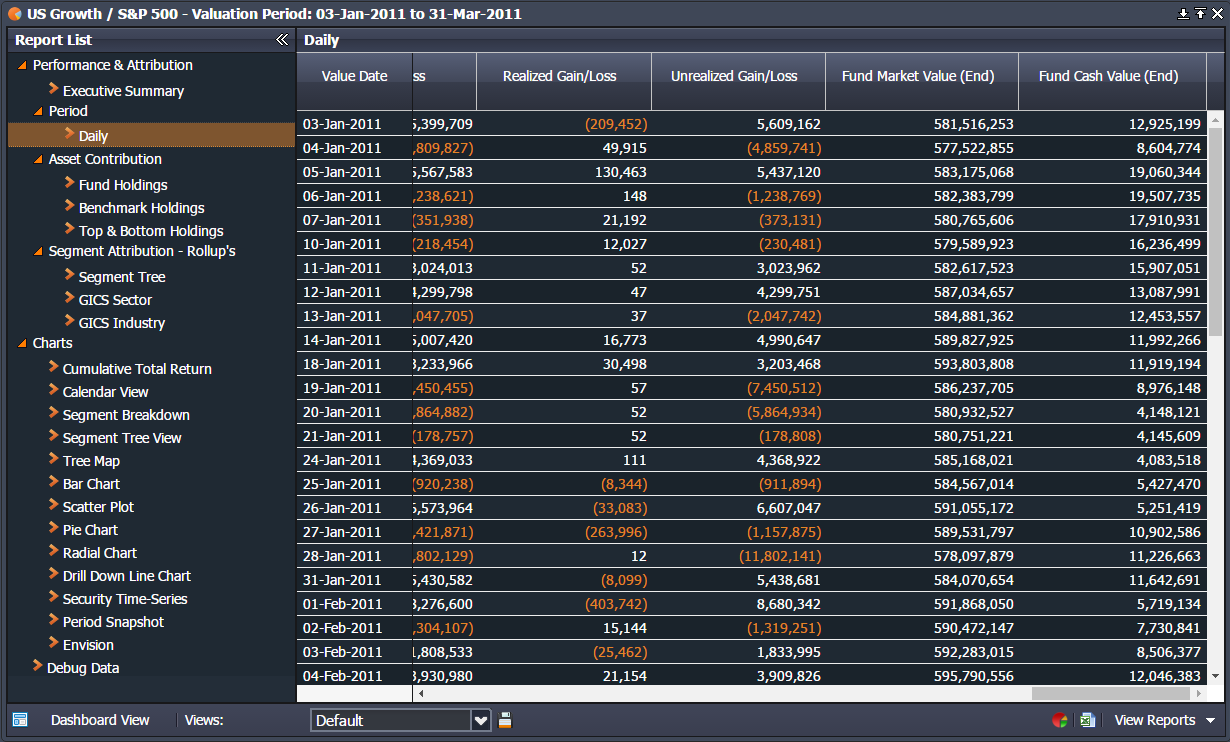 US Growth / S&P 500 - Valuation Period: 03-Jan-2011 to 31-Mar-2011
Report List
Performance & Attribution
Executive Summary
Period
Daily
Asset Contribution
Fund Holdings
Benchmark Holdings
Top & Bottom Holdings
Segment Attribution - Rollup's
Segment Tree
GICS Sector
GICS Industry
Charts
Cumulative Total Return
Calendar View
Segment Breakdown
Segment Tree View
Tree Map
Bar Chart
Scatter Plot
Pie Chart
Radial Chart
Drill Down Line Chart
Security Time-Series
Period Snapshot
Envision
Debug Data
Daily
Value Date ss Realized Gain/Loss Unrealized Gain/Loss Fund Market Value (End) Fund Cash Value (End)
03-Jan-2011 5,399,709 (209,452) 5,609,162 581,516,253 12,925,199
04-Jan-2011 ,809,827) 49,915 (4,859,741) 577,522,855 8,604,774
05-Jan-2011 5,567,583 130,463 5,437,120 583,175,068 19,060,344
06-Jan-2011 ,238,621) 148 (1,238,769) 582,383,799 19,507,735
07-Jan-2011 (351,938) 21,192 (373,131) 580,765,606 17,910,931
10-Jan-2011 (218,454) 12,027 (230,481) 579,589,923 16,236,499
11-Jan-2011 3,024,013 52 3,023,962 582,617,523 15,907,051
12-Jan-2011 4,299,798 47 4,299,751 587,034,657 13,087,991
13-Jan-2011 ,047,705) 37 (2,047,742) 584,881,362 12,453,557
14-Jan-2011 5,007,420 16,773 4,990,647 589,827,925 11,992,266
18-Jan-2011 3,233,966 30,498 3,203,468 593,803,808 11,919,194
19-Jan-2011 ,450,455) 57 (7,450,512) 586,237,705 8,976,148
20-Jan-2011 ,864,882) 52 (5,864,934) 580,932,527 4,148,121
21-Jan-2011 (178,757) 52 (178,808) 580,751,221 4,145,609
24-Jan-2011 4,369,033 111 4,368,922 585,168,021 4,083,518
25-Jan-2011 (920,238) (8,344) (911,894) 584,567,014 5,427,470
26-Jan-2011 6,573,964 (33,083) 6,607,047 591,055,172 5,251,419
27-Jan-2011 ,421,871) (263,996) (1,157,875) 589,531,797 10,902,586
28-Jan-2011 ,802,129) 12 (11,802,141) 578,097,879 11,226,663
31-Jan-2011 5,430,582 (8,099) 5,438,681 584,070,654 11,642,691
01-Feb-2011 8,276,600 (403,742) 8,680,342 591,868,050 5,719,134
02-Feb-2011 ,304,107) 15,144 (1,319,251) 590,472,147 7,730,841
03-Feb-2011 1,808,533 (25,462) 1,833,995 592,283,015 8,506,377
04-Feb-2011 3,930,980 21,154 3,909,826 595,790,556 12,046,383
Dashboard View Views: Default View Reports